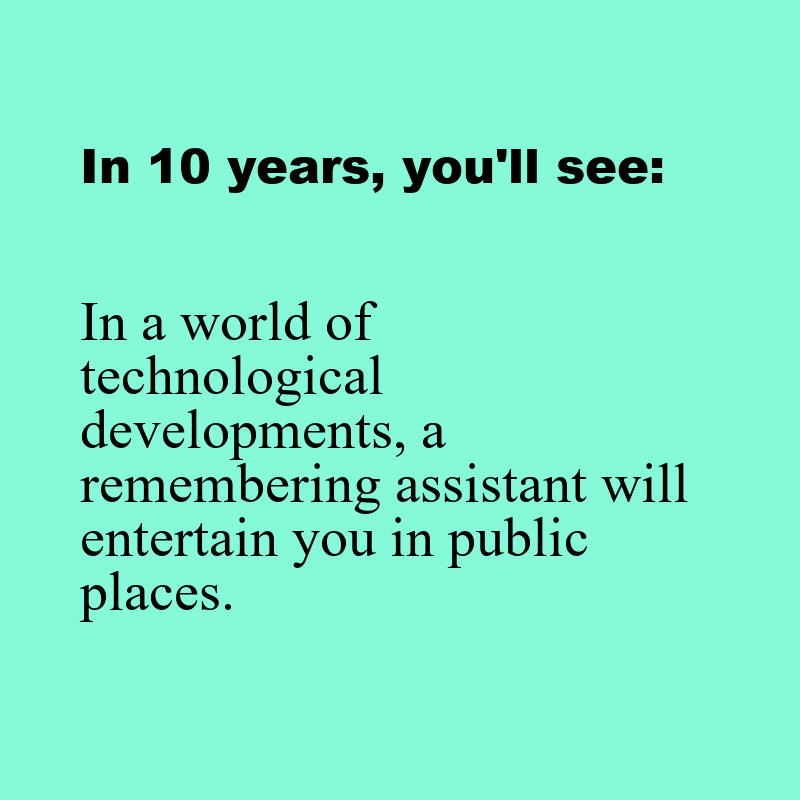 In 10 years, you'll see:
In a world of
technological
developments, a
remembering assistant will
entertain you in public
places.